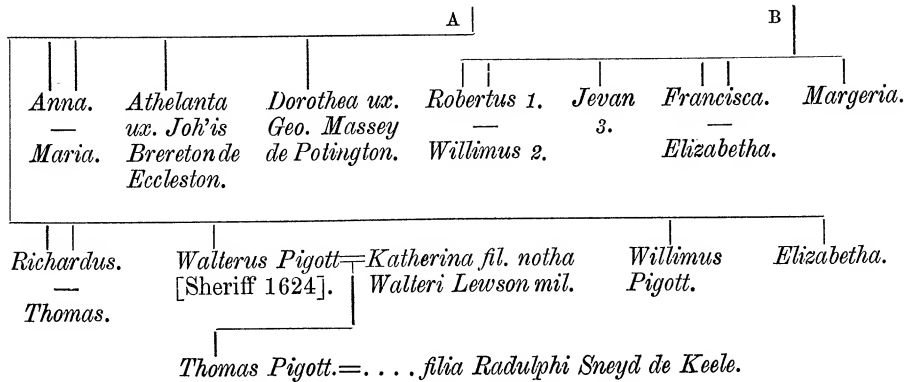 A B
Anna. Athelanta Dorothea ux. Robertus 1. Jevan Francisca. Margeria.
— ux. Joh'is Geo. Massey — 3. —
Maria. Brereton de de Potington. Willimus 2. Elizabetha.
Eccleston.
Richardus. Walterus Pigott=Katherina fil. notha Willimus Elizabetha.
— [Sheriff 1624]. Walteri Lewson mil. Pigott.
Thomas.
Thomas Pigott.=....filia Radulphi Sneyd de Keele.